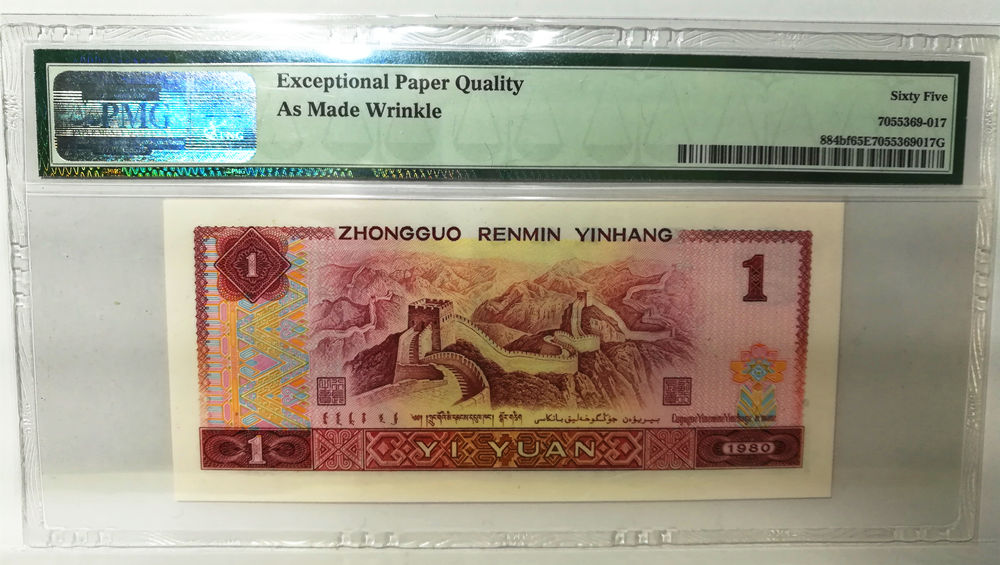 Exceptional Paper Quality
As Made Wrinkle
PMG
Sixty Five
7055369-017
884bf65E7055369017G
ZHONGGUO RENMIN YINHANG
1
1
1
YI YUAN
1980